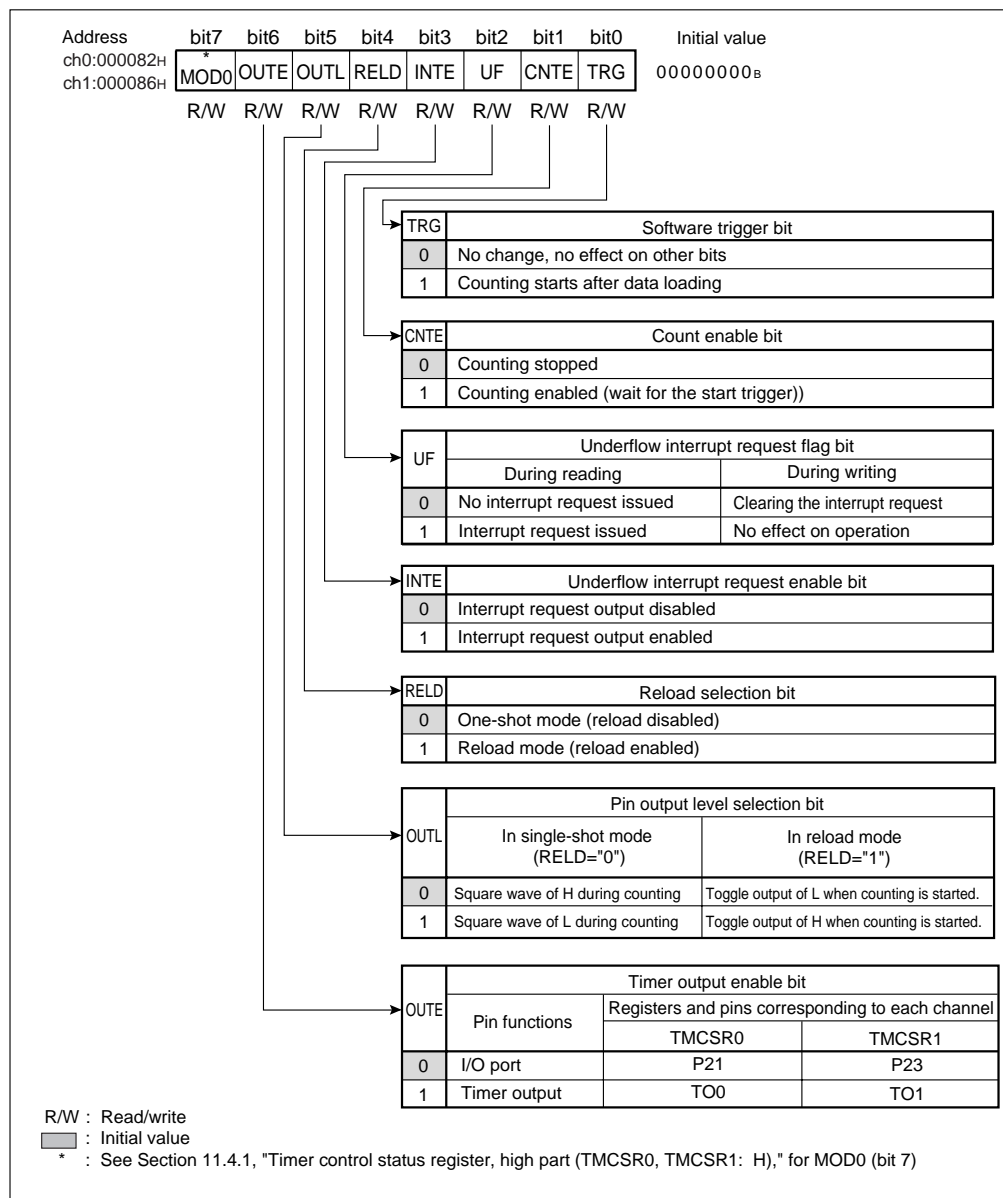 Address bit7 bit6 bit5 bit4 bit3 bit2 bit1 bit0 Initial value
ch0:000082H
ch1:000086H
*
MOD0 OUTE OUTL RELD INTE UF CNTE TRG 00000000B
R/W R/W R/W R/W R/W R/W R/W R/W
TRG Software trigger bit
0 No change, no effect on other bits
1 Counting starts after data loading
CNTE Count enable bit
0 Counting stopped
1 Counting enabled (wait for the start trigger))
UF Underflow interrupt request flag bit
During reading During writing
0 No interrupt request issued Clearing the interrupt request
1 Interrupt request issued No effect on operation
INTE Underflow interrupt request enable bit
0 Interrupt request output disabled
1 Interrupt request output enabled
RELD Reload selection bit
0 One-shot mode (reload disabled)
1 Reload mode (reload enabled)
OUTL Pin output level selection bit
In single-shot mode In reload mode
(RELD="0") (RELD="1")
0 Square wave of H during counting Toggle output of L when counting is started.
1 Square wave of L during counting Toggle output of H when counting is started.
OUTE Timer output enable bit
Pin functions Registers and pins corresponding to each channel
TMCSR0 TMCSR1
0 I/O port P21 P23
1 Timer output TO0 TO1
R/W : Read/write
: Initial value
* : See Section 11.4.1, "Timer control status register, high part (TMCSR0, TMCSR1: H)," for MOD0 (bit 7)